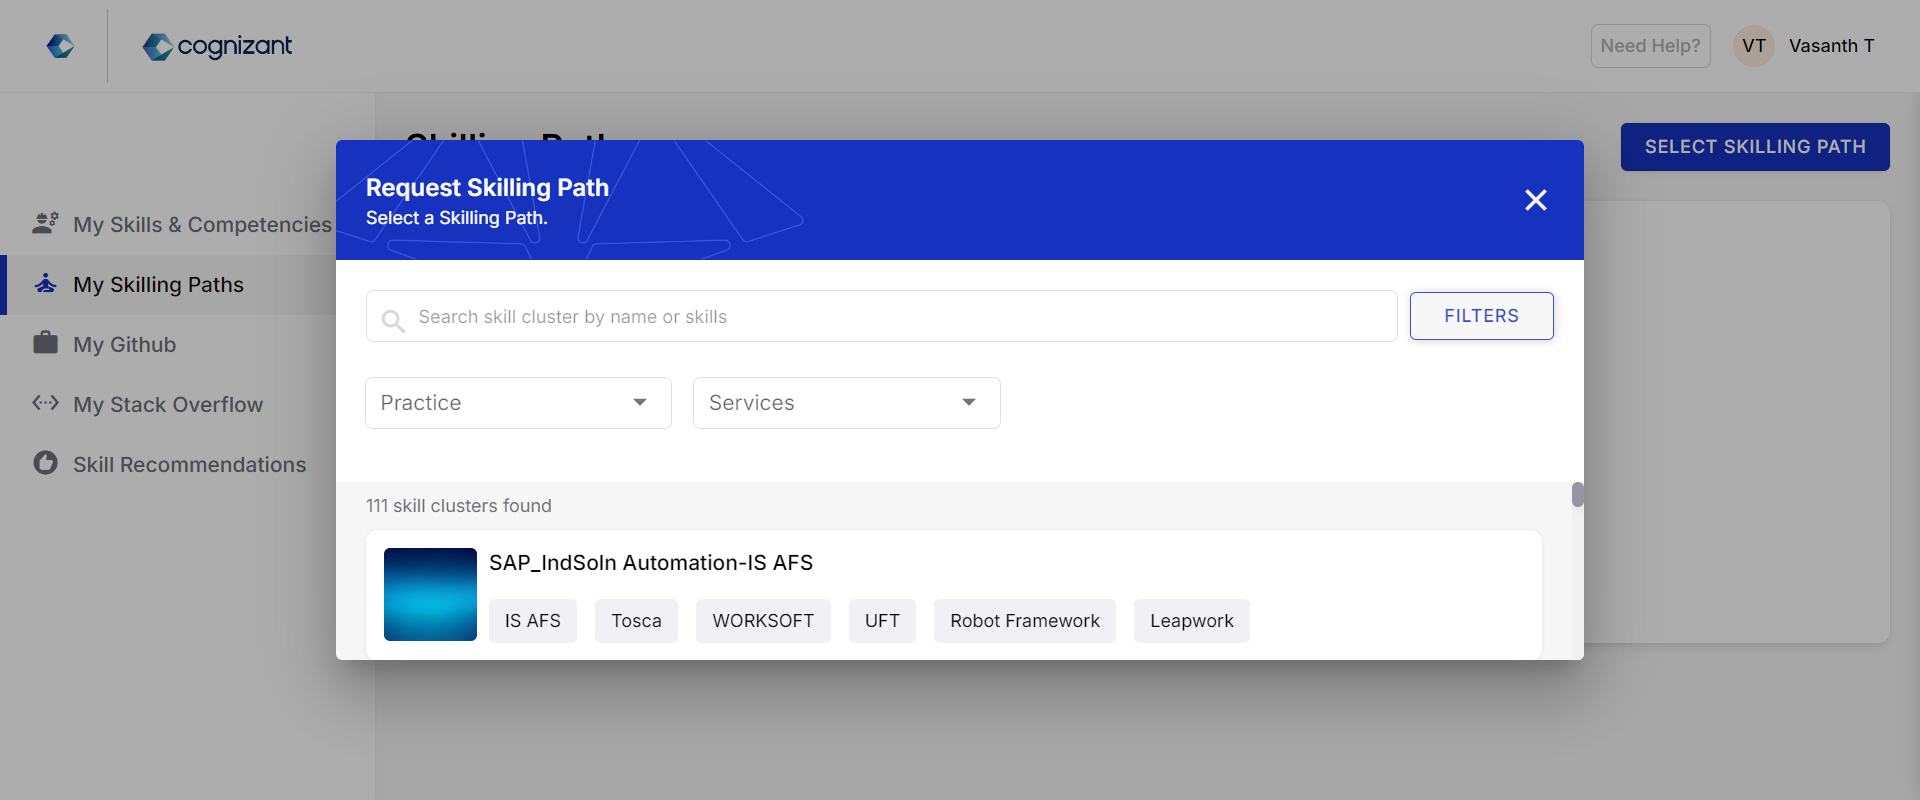 cognizant
Need Help?
VT
Vasanth T
SELECT SKILLING PATH
My Skills & Competencies
My Skilling Paths
My Github
My Stack Overflow
Skill Recommendations
Request Skilling Path
Select a Skilling Path.
Search skill cluster by name or skills
FILTERS
Practice
Services
111 skill clusters found
SAP_IndSoln Automation-IS AFS
IS AFS
Tosca
WORKSOFT
UFT
Robot Framework
Leapwork